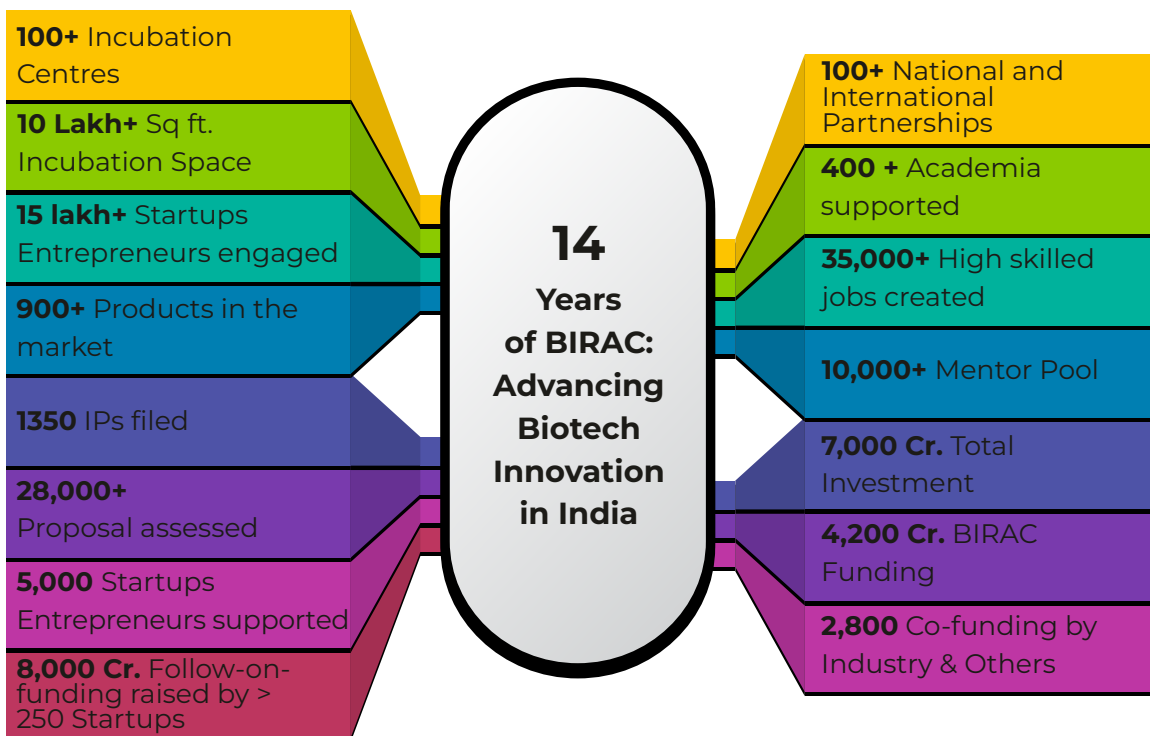 100+ Incubation
Centres
10 Lakh+ Sq ft.
Incubation Space
15 lakh+ Startups
Entrepreneurs engaged
900+ Products in the
market
1350 IPs filed
28,000+
Proposal assessed
5,000 Startups
Entrepreneurs supported
8,000 Cr. Follow-on-
funding raised by >
250 Startups
14
Years
of BIRAC:
Advancing
Biotech
Innovation
in India
100+ National and
International
Partnerships
400 + Academia
supported
35,000+ High skilled
jobs created
10,000+ Mentor Pool
7,000 Cr. Total
Investment
4,200 Cr. BIRAC
Funding
2,800 Co-funding by
Industry & Others